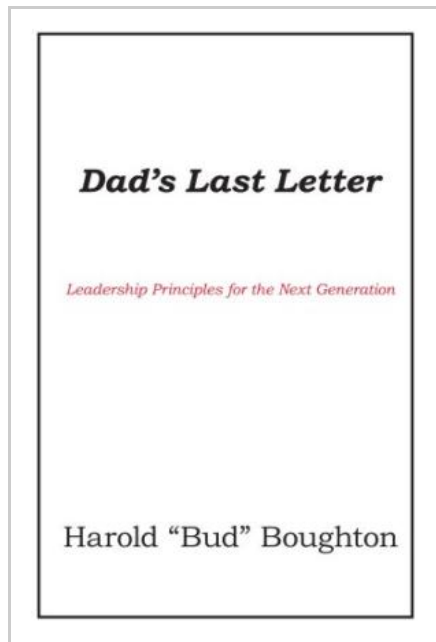 Dad’s Last Letter
Leadership Principles for the Next Generation
Harold “Bud” Boughton